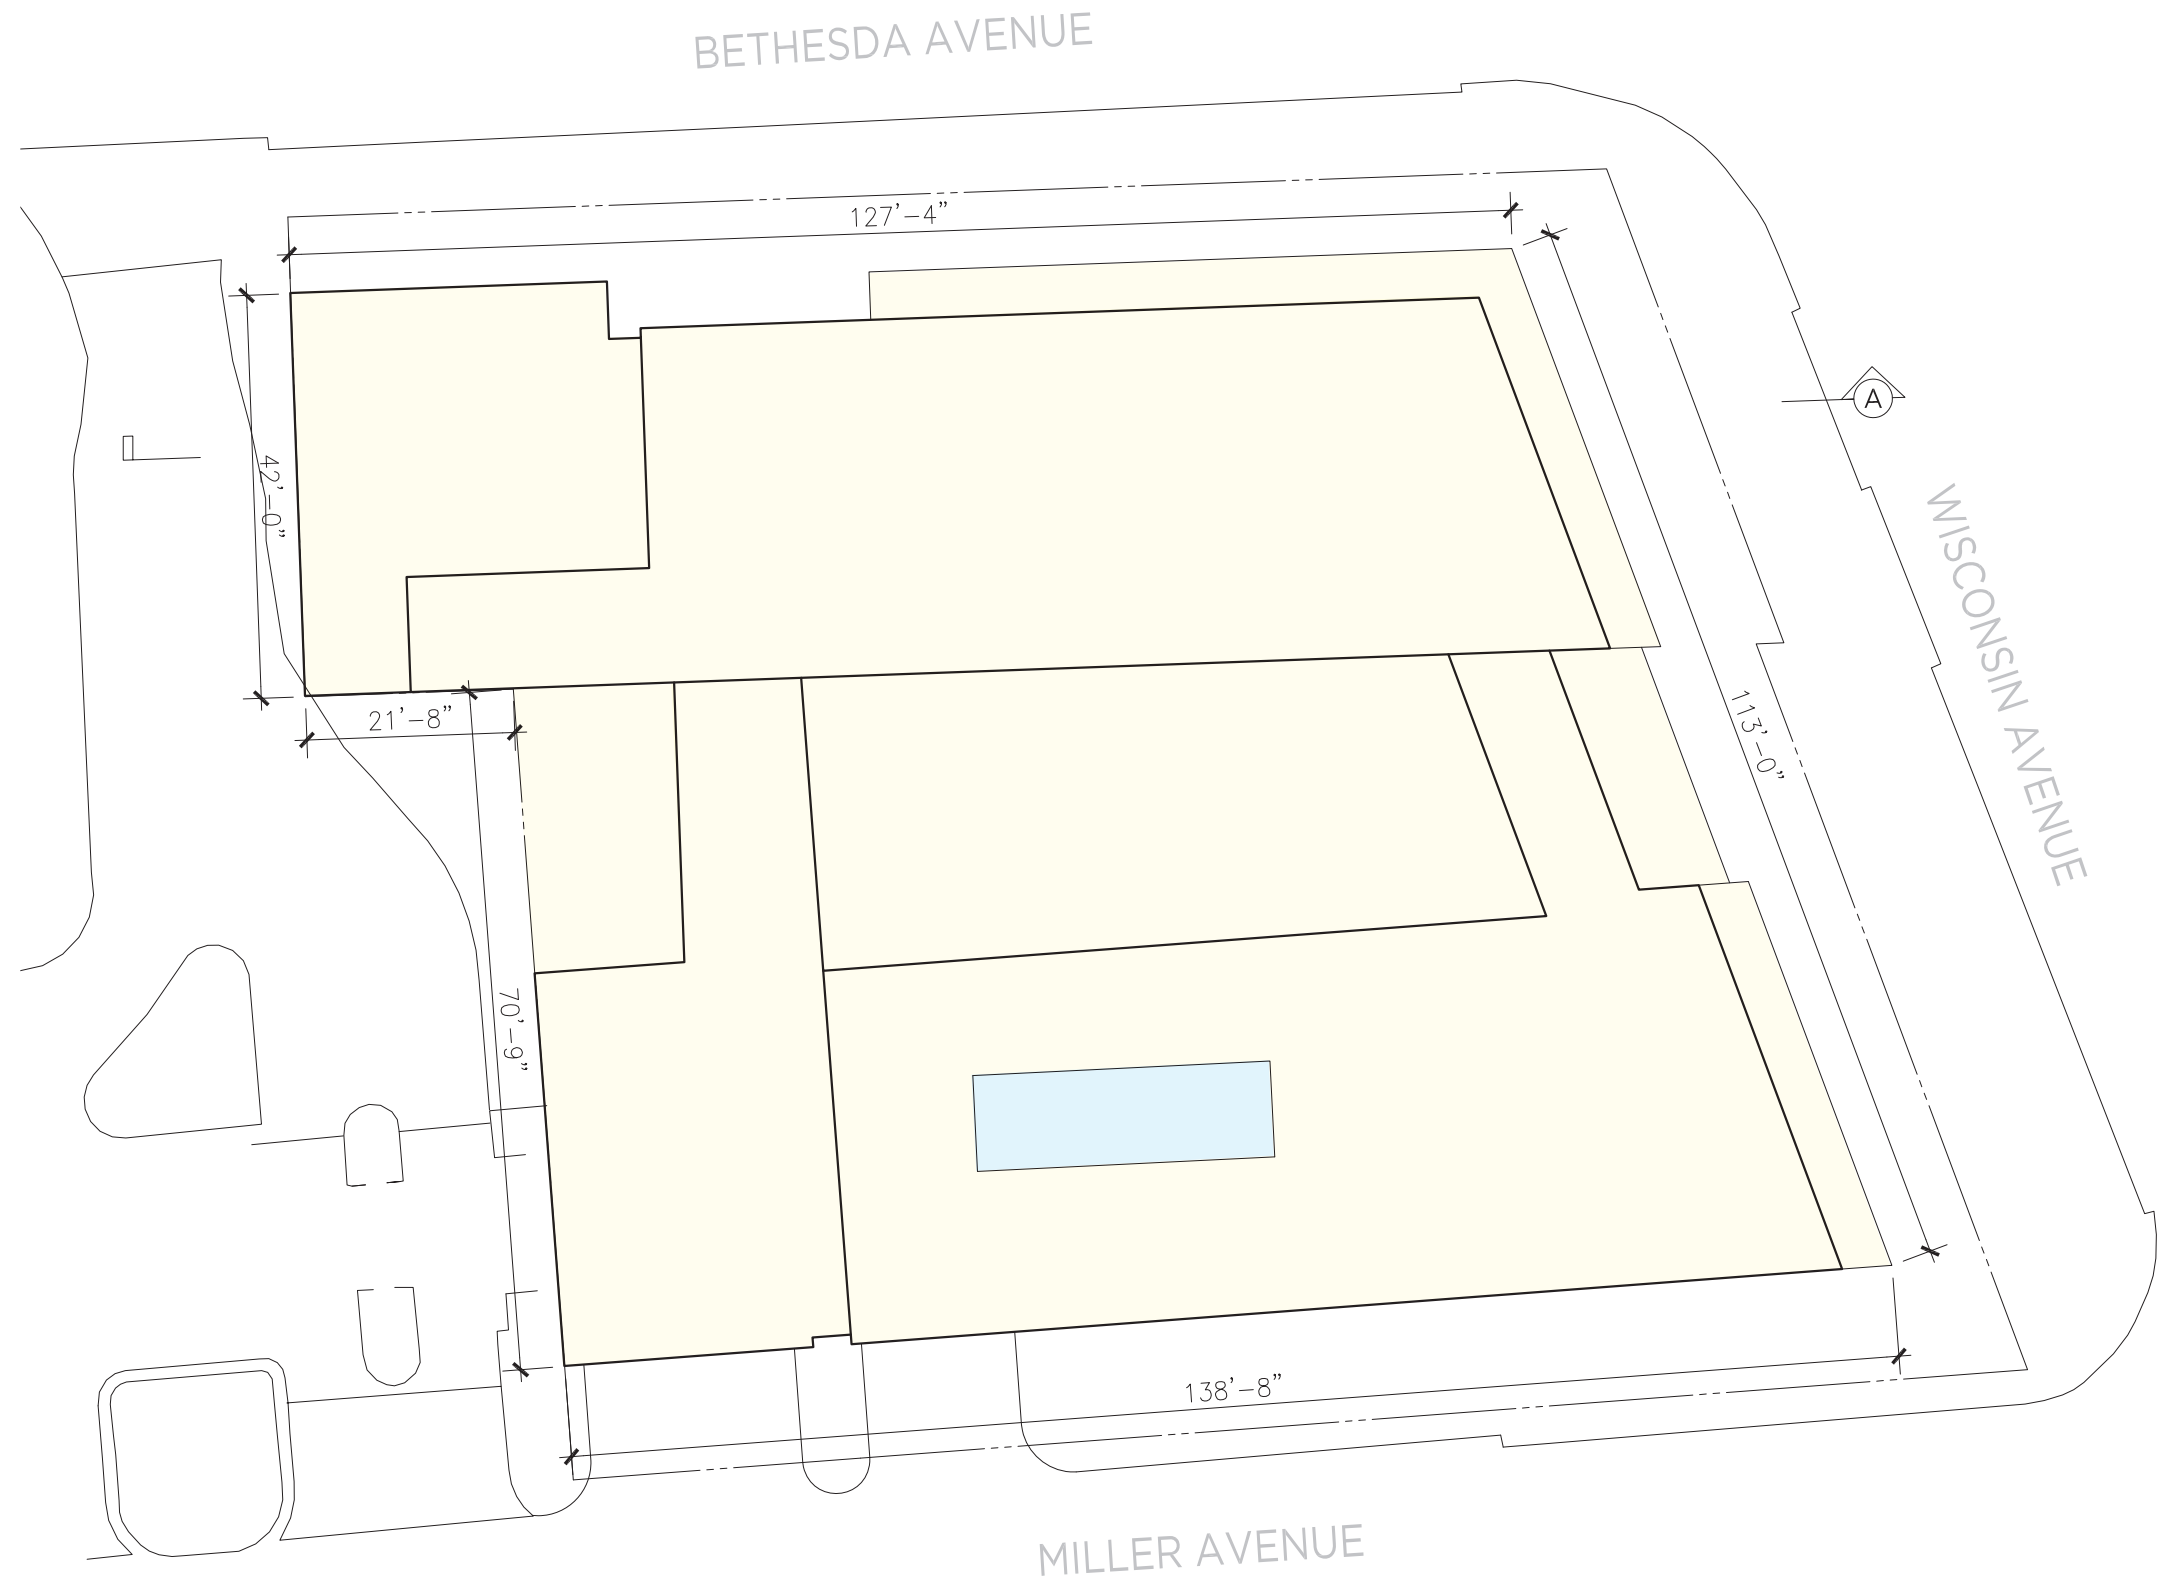 BETHESDA AVENUE
127'-4"
A
42'-0"
WISCONSIN AVENUE
21'-8"
113'-0"
70'-9"
138'-8"
MILLER AVENUE